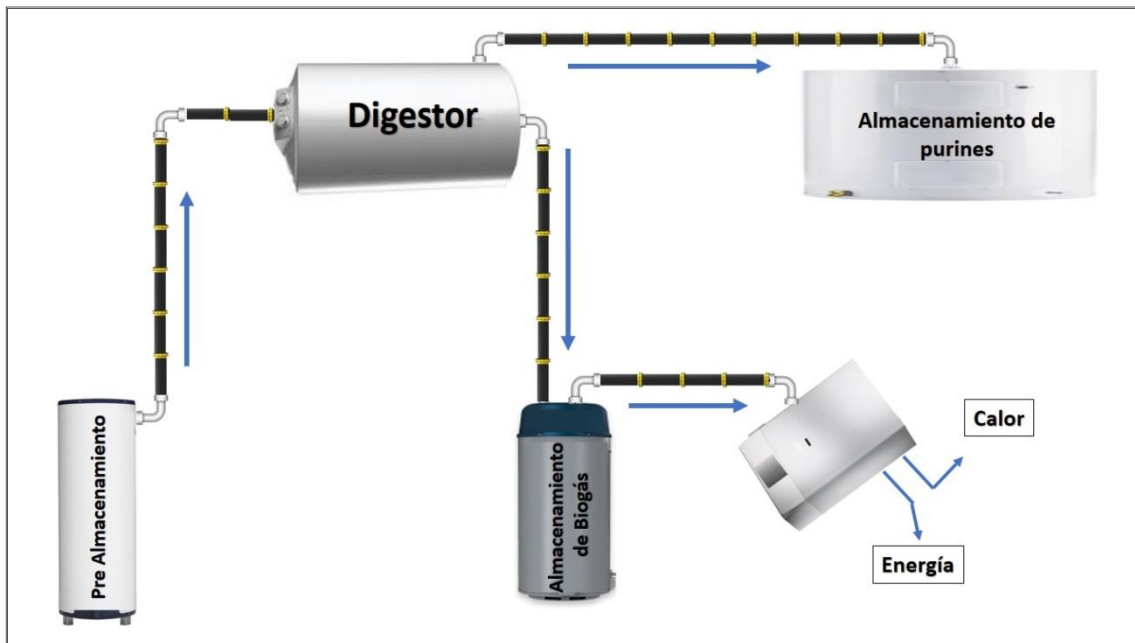 Digestor
Almacenamiento de
purines
Pre Almacenamiento
Almacenamiento
de Biogás
Calor
Energía